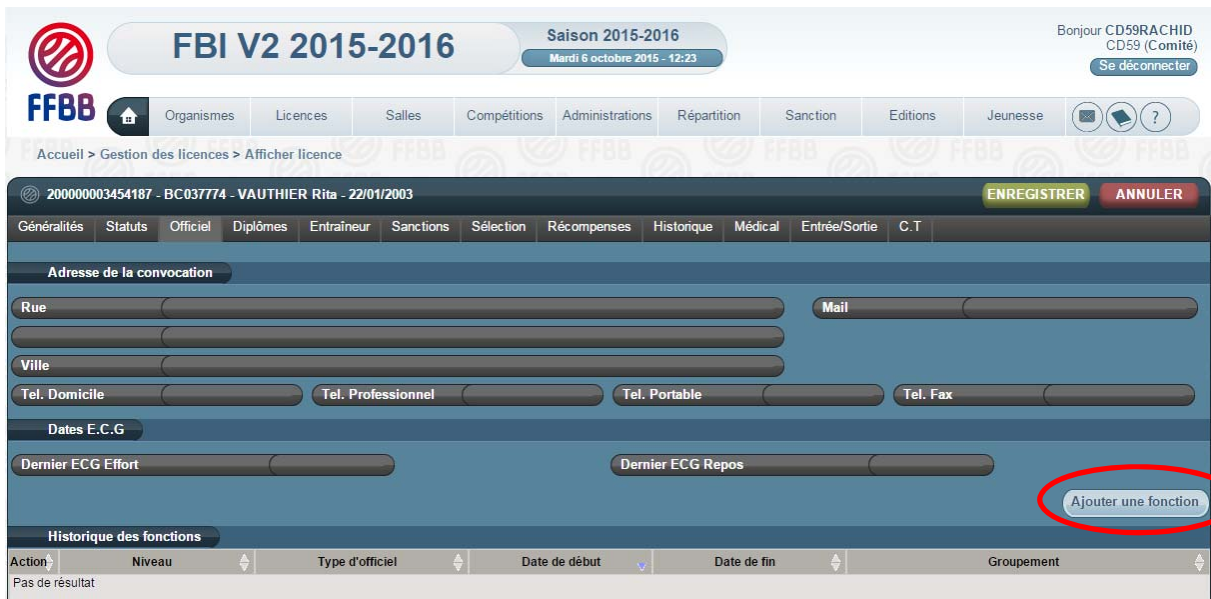 FBI V2 2015-2016
Saison 2015-2016
Mardi 6 octobre 2015 - 12:23
Bonjour CD59RACHID
CD59 (Comité)
Se déconnecter
FFBB
Organismes Licences Salles Compétitions Administrations Répartition Sanction Editions Jeunesse ?
Accueil > Gestion des licences > Afficher licence
200000003454187 - BC037774 - VAUTHIER Rita - 22/01/2003 ENREGISTRER ANNULER
Généralités Statuts Officiel Diplômes Entraîneur Sanctions Sélection Récompenses Historique Médical Entrée/Sortie C.T
Adresse de la convocation
Rue Mail
Ville
Tel. Domicile Tel. Professionnel Tel. Portable Tel. Fax
Dates E.C.G
Dernier ECG Effort Dernier ECG Repos
Ajouter une fonction
Historique des fonctions
Action Niveau Type d'officiel Date de début Date de fin Groupement
Pas de résultat